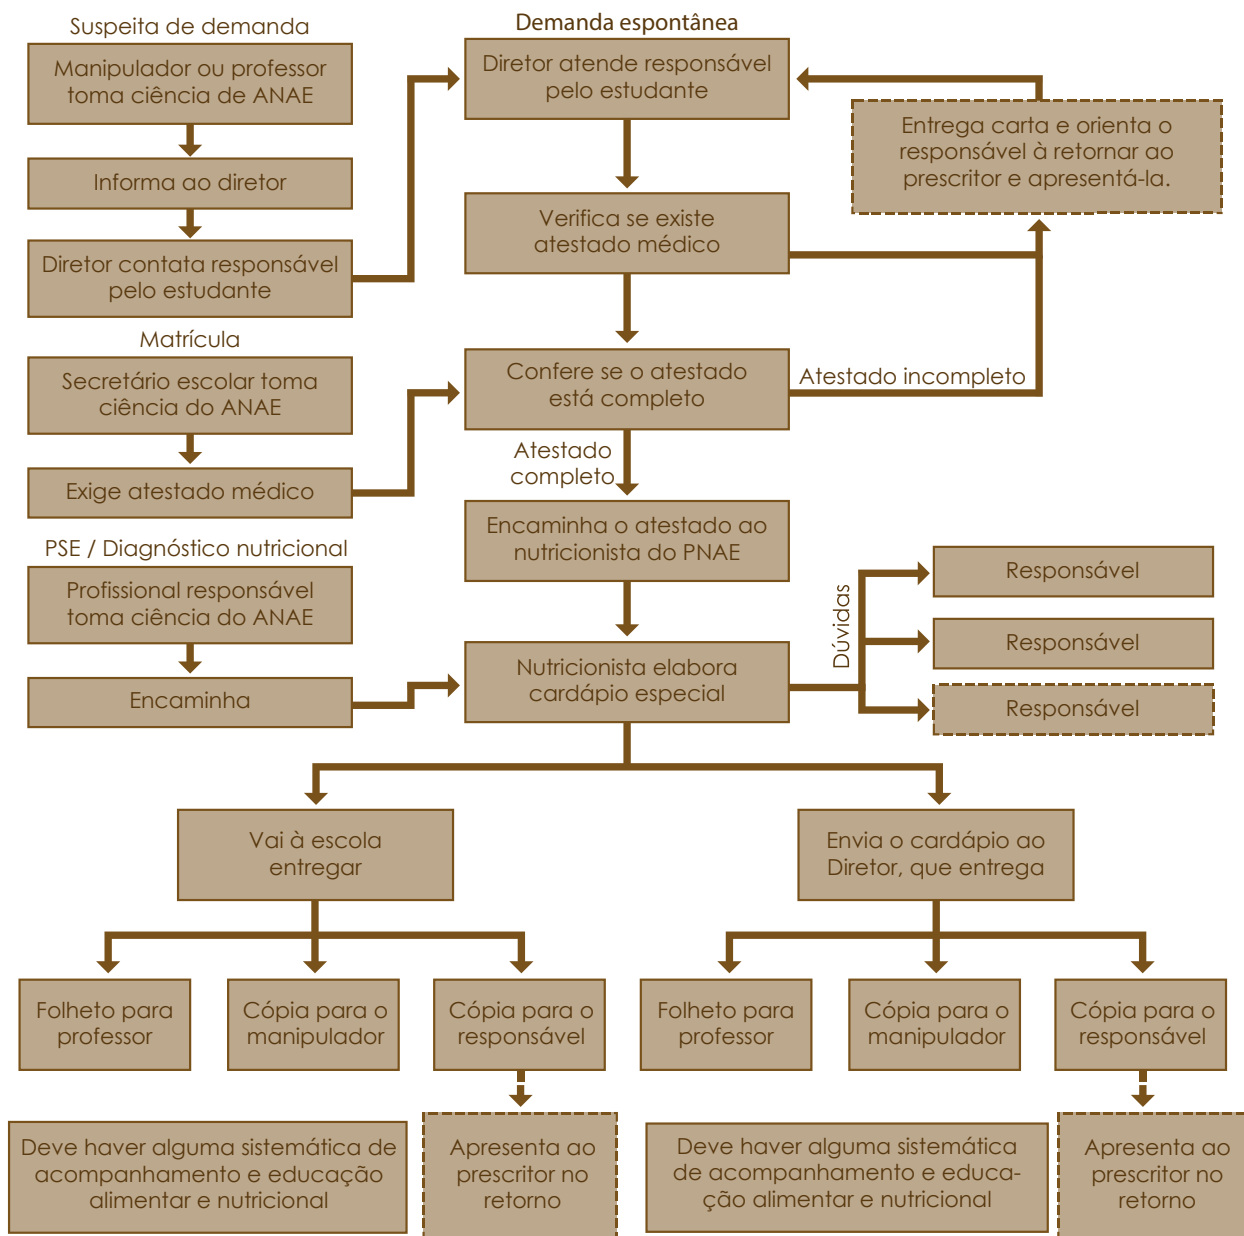 Suspeita de demanda
Manipulador ou professor
toma ciência de ANAE
Informa ao diretor
Diretor contata responsável
pelo estudante
Matrícula
Secretário escolar toma
ciência do ANAE
Exige atestado médico
PSE / Diagnóstico nutricional
Profissional responsável
toma ciência do ANAE
Encaminha
Demanda espontânea
Diretor atende responsável
pelo estudante
Verifica se existe
atestado médico
Confere se o atestado
está completo
Atestado
completo
Encaminha o atestado ao
nutricionista do PNAE
Nutricionista elabora
cardápio especial
Entrega carta e orienta o
responsável à retornar ao
prescritor e apresentá-la.
Atestado incompleto
Dúvidas
Responsável
Responsável
Responsável
Vai à escola
entregar
Folheto para
professor
Cópia para o
manipulador
Cópia para o
responsável
Deve haver alguma sistemática de
acompanhamento e educação
alimentar e nutricional
Apresenta ao
prescritor no
retorno
Envia o cardápio ao
Diretor, que entrega
Folheto para
professor
Cópia para o
manipulador
Cópia para o
responsável
Deve haver alguma sistemática
de acompanhamento e educa-
ção alimentar e nutricional
Apresenta ao
prescritor no
retorno